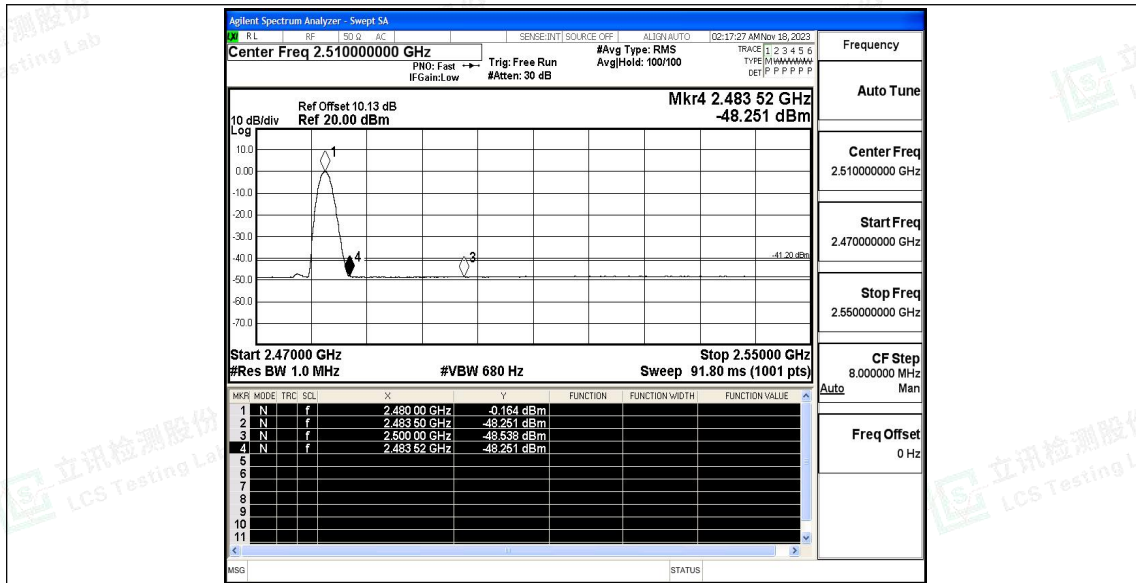 Agilent Spectrum Analyzer - Swept SA
LXI RL RF 50 Ω AC SENSE:INT SOURCE OFF ALIGN AUTO 02:17:27 AM Nov 18, 2023
Center Freq 2.510000000 GHz
PNO: Fast
IFGain:Low
Trig: Free Run
#Atten: 30 dB
#Avg Type: RMS
Avg|Hold: 100/100
TRACE 1 2 3 4 5 6
TYPE M W W W W W
DET P P P P P P
Ref Offset 10.13 dB
Ref 20.00 dBm
10 dB/div
Log
Mkr4 2.483 52 GHz
-48.251 dBm
10.0
0.00
-10.0
-20.0
-30.0
-40.0
-50.0
-60.0
-70.0
1
4
3
-41.20 dBm
Start 2.47000 GHz Stop 2.55000 GHz
#Res BW 1.0 MHz #VBW 680 Hz Sweep 91.80 ms (1001 pts)
MKR MODE TRC SCL X Y FUNCTION FUNCTION WIDTH FUNCTION VALUE
1 N f 2.480 00 GHz -0.164 dBm
2 N f 2.483 50 GHz -48.251 dBm
3 N f 2.500 00 GHz -48.538 dBm
4 N f 2.483 52 GHz -48.251 dBm
5
6
7
8
9
10
11
MSG STATUS
Frequency
Auto Tune
Center Freq
2.510000000 GHz
Start Freq
2.470000000 GHz
Stop Freq
2.550000000 GHz
CF Step
8.000000 MHz
Auto Man
Freq Offset
0 Hz
立讯检测股份
LCS Testing Lab
立讯检测股份
LCS Testing L